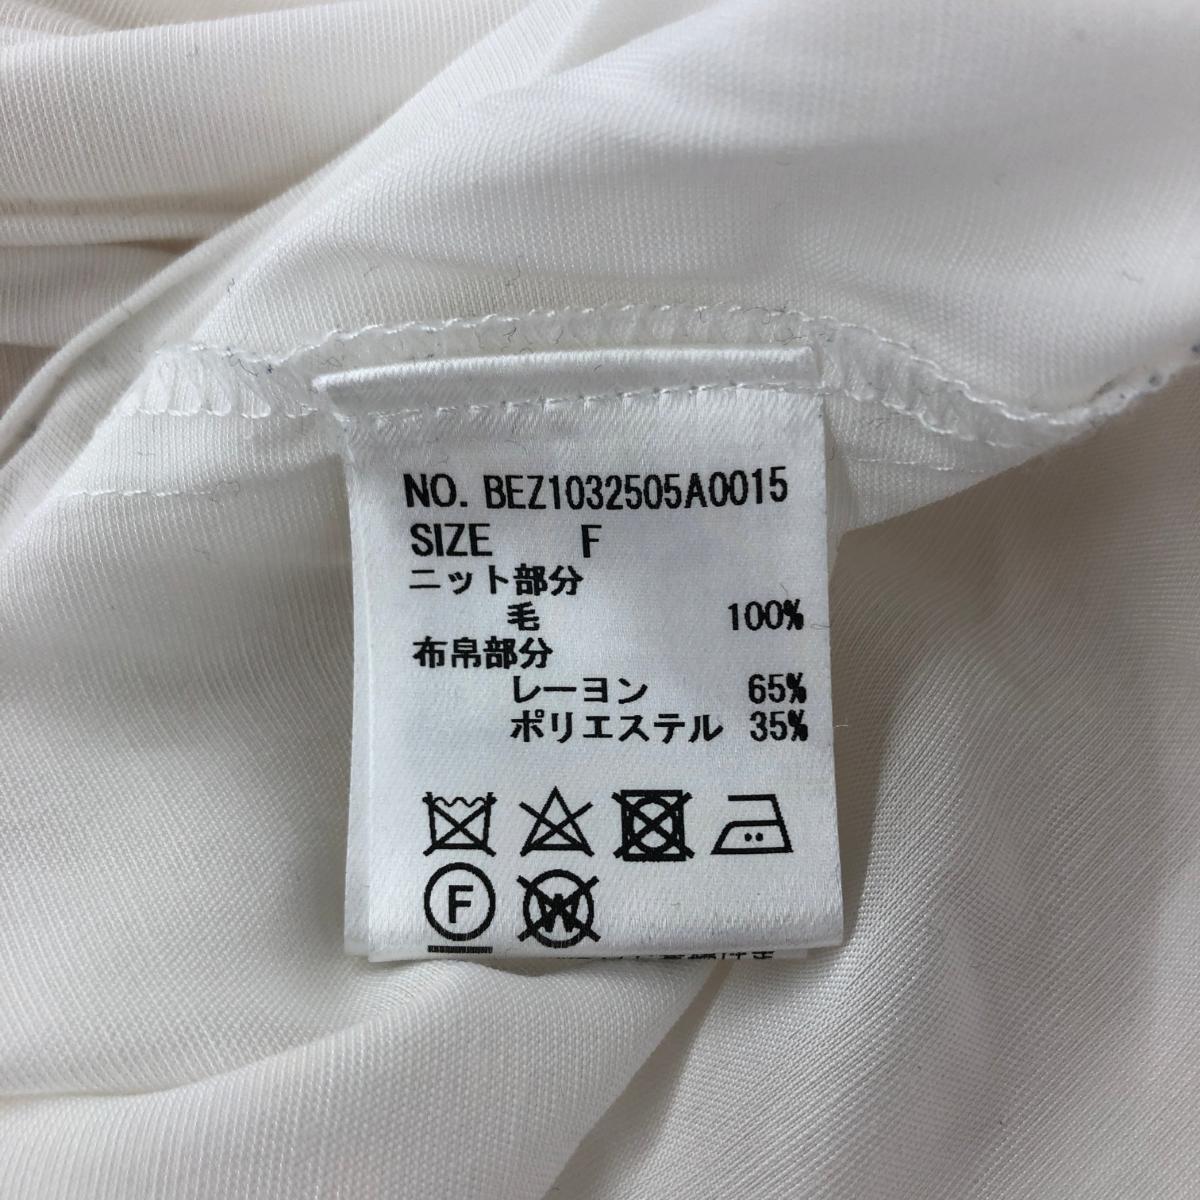 NO. BEZ1032505A0015
SIZE F
ニット部分
毛 100%
布帛部分
レーヨン 65%
ポリエステル 35%
F
W